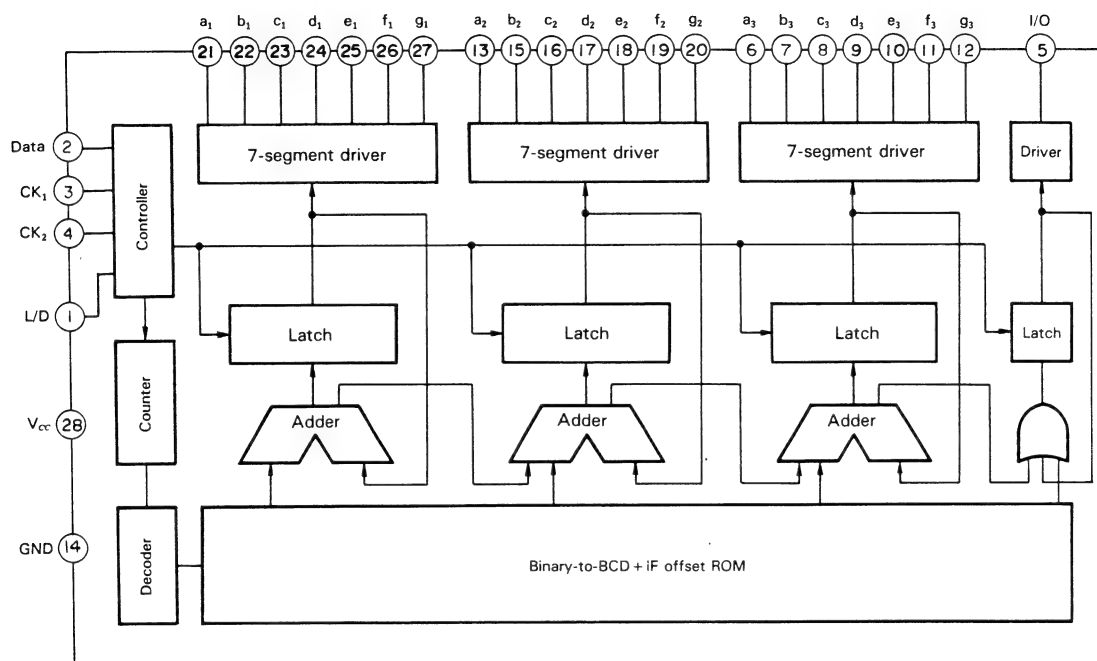 a₁ b₁ c₁ d₁ e₁ f₁ g₁ a₂ b₂ c₂ d₂ e₂ f₂ g₂ a₃ b₃ c₃ d₃ e₃ f₃ g₃ I/O
21 22 23 24 25 26 27 13 15 16 17 18 19 20 6 7 8 9 10 11 12 5
Data 2
CK₁ 3
CK₂ 4
L/D 1
Vcc 28
GND 14
Controller
Counter
Decoder
7-segment driver 7-segment driver 7-segment driver Driver
Latch Latch Latch Latch
Adder Adder Adder
Binary-to-BCD + iF offset ROM